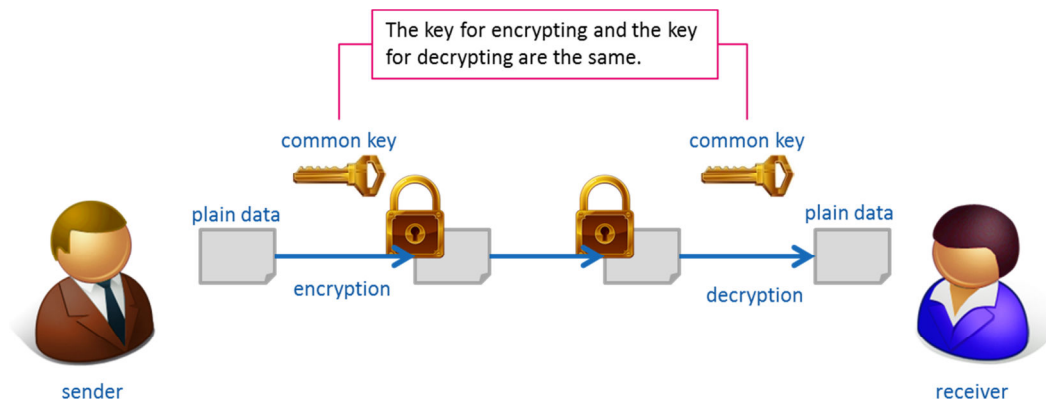 The key for encrypting and the key
for decrypting are the same.
common key
common key
plain data
plain data
encryption
decryption
sender
receiver